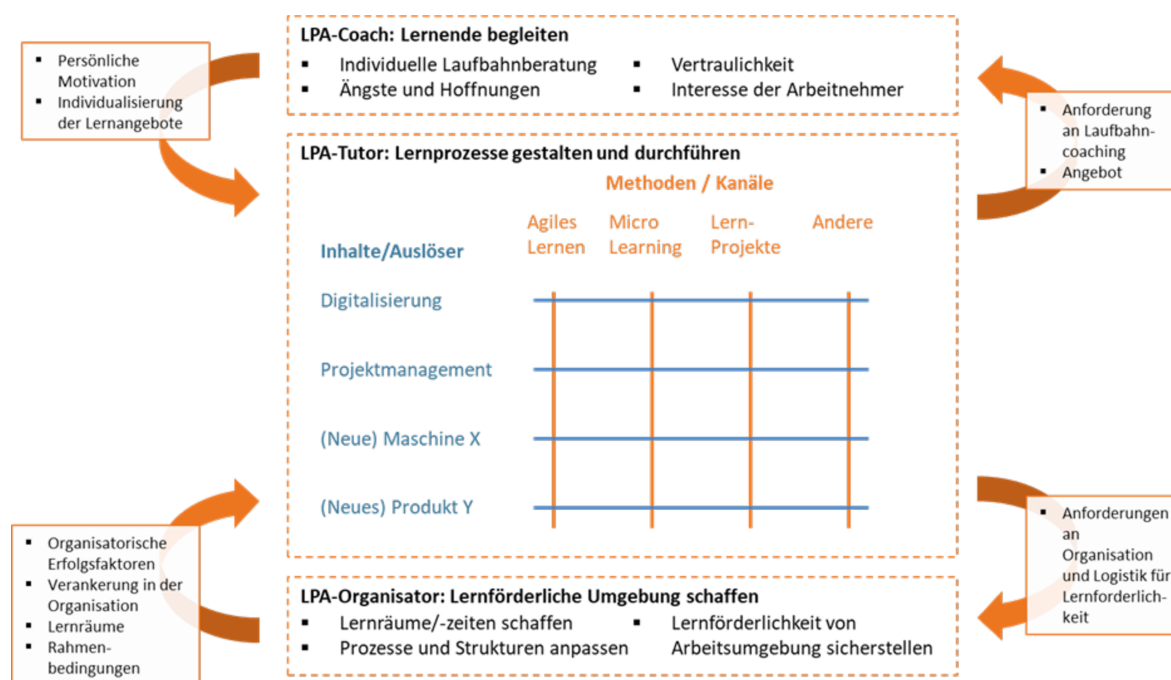 LPA-Coach: Lernende begleiten
▪ Individuelle Laufbahnberatung
▪ Ängste und Hoffnungen
▪ Vertraulichkeit
▪ Interesse der Arbeitnehmer
▪ Persönliche
Motivation
▪ Individualisierung
der Lernangebote
▪ Anforderung
an Laufbahn-
coaching
▪ Angebot
LPA-Tutor: Lernprozesse gestalten und durchführen
Methoden / Kanäle
Agiles
Lernen
Micro
Learning
Lern-
Projekte
Andere
Inhalte/Auslöser
Digitalisierung
Projektmanagement
(Neue) Maschine X
(Neues) Produkt Y
▪ Organisatorische
Erfolgsfaktoren
▪ Verankerung in der
Organisation
▪ Lernräume
▪ Rahmen-
bedingungen
▪ Anforderungen
an
Organisation
und Logistik für
Lernforderlich-
keit
LPA-Organisator: Lernförderliche Umgebung schaffen
▪ Lernräume/-zeiten schaffen
▪ Prozesse und Strukturen anpassen
▪ Lernförderlichkeit von
Arbeitsumgebung sicherstellen